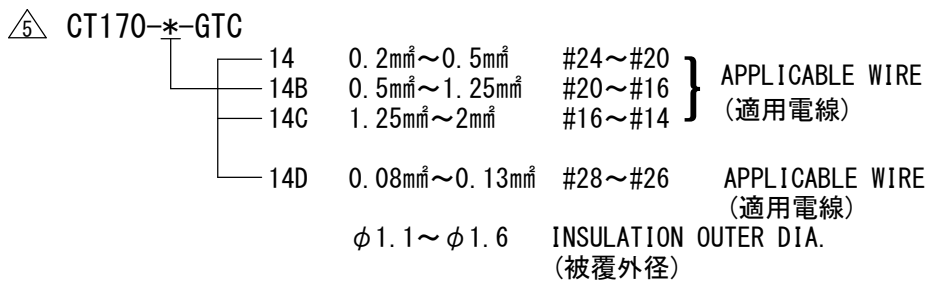 5 CT170-*-GTC
14 0.2m㎡～0.5m㎡ #24～#20
14B 0.5m㎡～1.25m㎡ #20～#16
14C 1.25m㎡～2m㎡ #16～#14
} APPLICABLE WIRE
(適用電線)
14D 0.08m㎡～0.13m㎡ #28～#26 APPLICABLE WIRE
(適用電線)
φ1.1～φ1.6 INSULATION OUTER DIA.
(被覆外径)